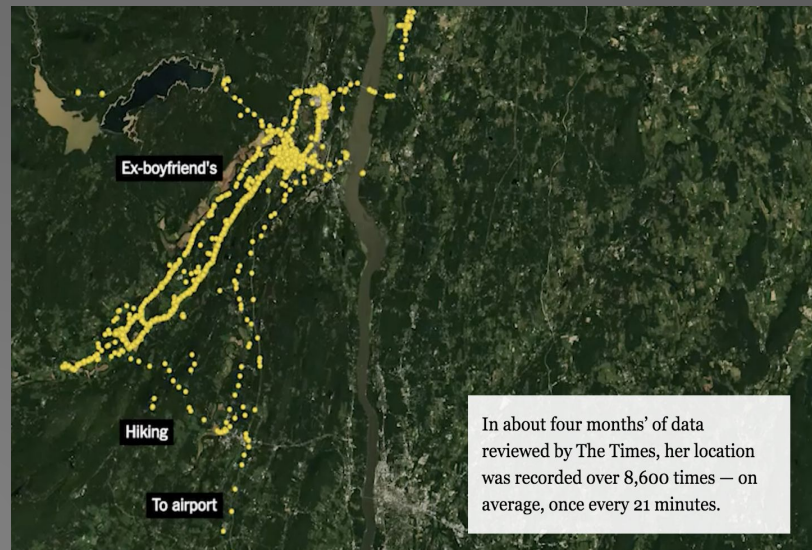 Ex-boyfriend's
Hiking
To airport
In about four months’ of data
reviewed by The Times, her location
was recorded over 8,600 times — on
average, once every 21 minutes.